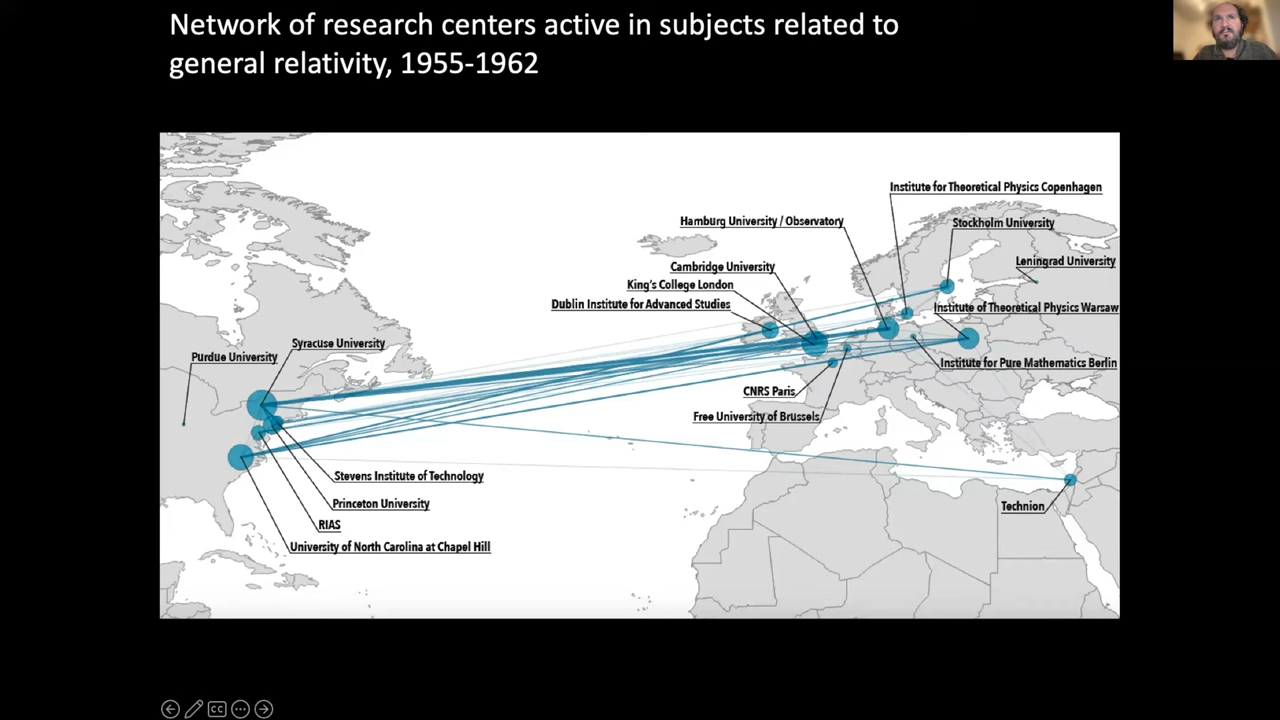 Network of research centers active in subjects related to
general relativity, 1955-1962
Institute for Theoretical Physics Copenhagen
Hamburg University / Observatory
Stockholm University
Cambridge University
Leningrad University
King's College London
Dublin Institute for Advanced Studies
Institute of Theoretical Physics Warsaw
Syracuse University
Purdue University
Institute for Pure Mathematics Berlin
CNRS Paris
Free University of Brussels
Stevens Institute of Technology
Princeton University
Technion
RIAS
University of North Carolina at Chapel Hill
CC